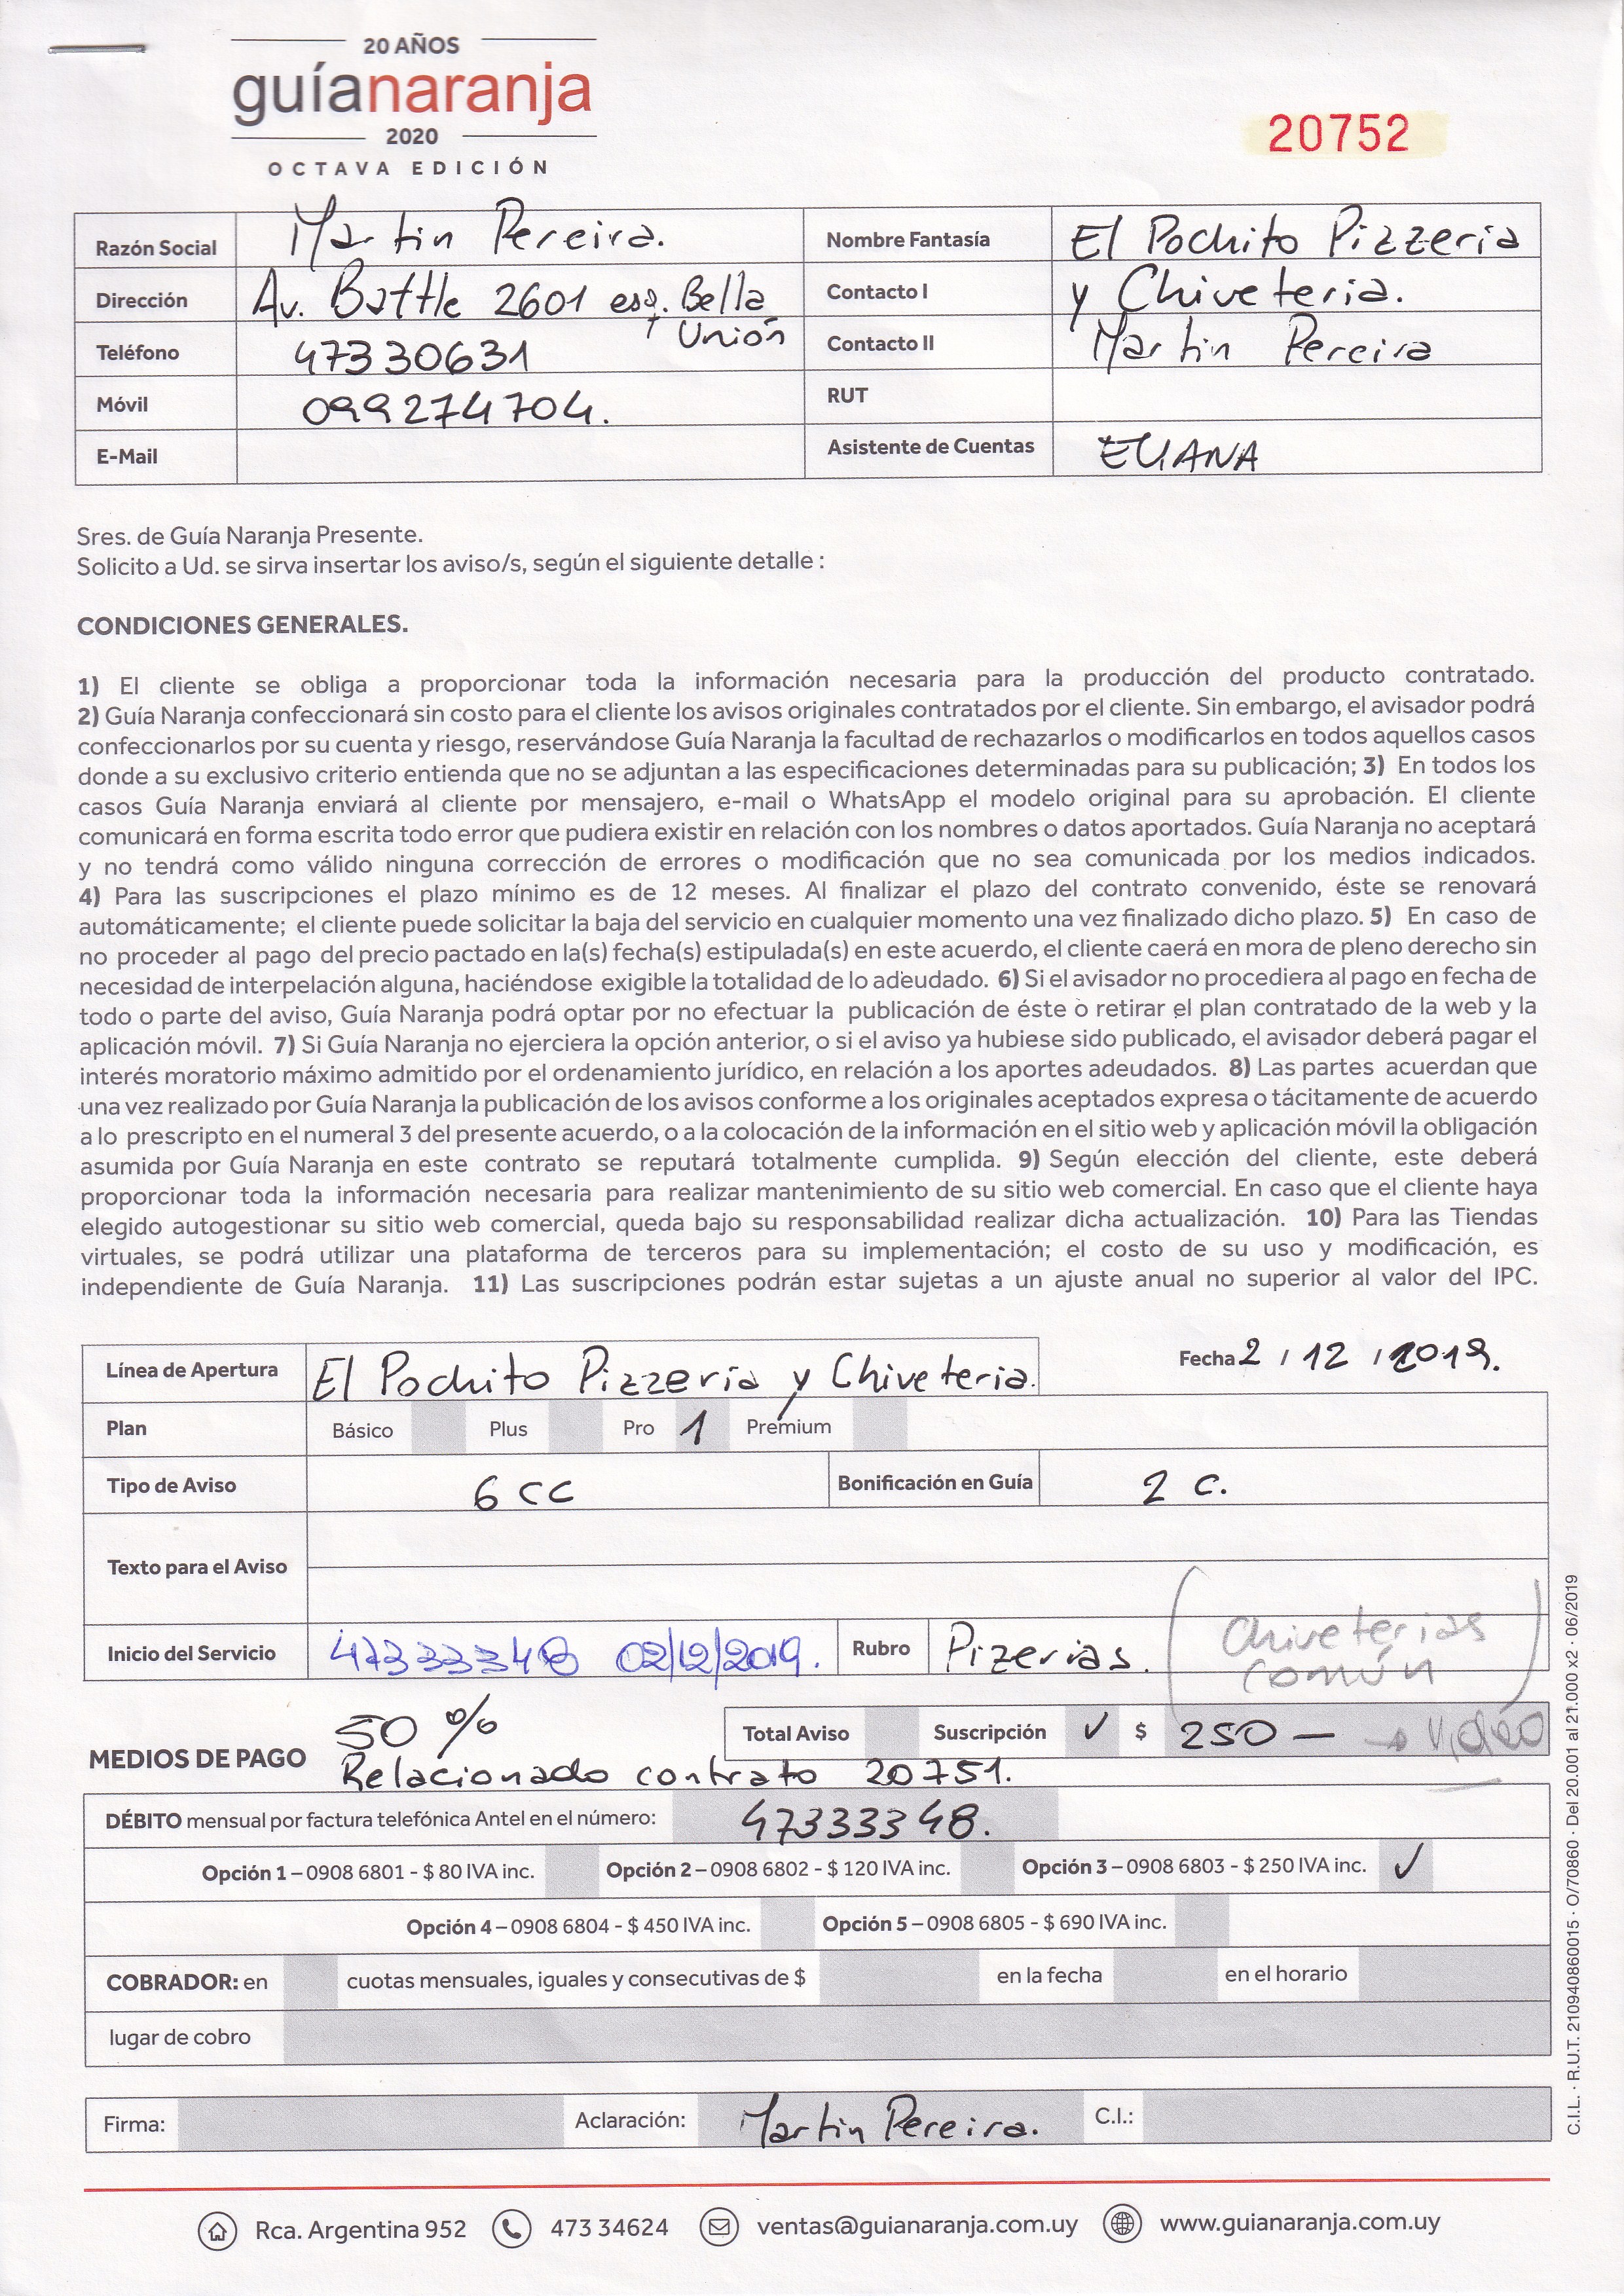 20 AÑOS
guíanaranja
2020
OCTAVA EDICIÓN
20752
Razón Social Martin Pereira. Nombre Fantasía El Pochito Pizzeria
Dirección Av. Battle 2601 esq. Bella Unión Contacto I y Chiveteria.
Teléfono 47330631 Contacto II Martin Pereira
Móvil 099274704. RUT
E-Mail Asistente de Cuentas ELIANA
Sres. de Guía Naranja Presente.
Solicito a Ud. se sirva insertar los aviso/s, según el siguiente detalle :
CONDICIONES GENERALES.
1) El cliente se obliga a proporcionar toda la información necesaria para la producción del producto contratado.
2) Guía Naranja confeccionará sin costo para el cliente los avisos originales contratados por el cliente. Sin embargo, el avisador podrá
confeccionarlos por su cuenta y riesgo, reservándose Guía Naranja la facultad de rechazarlos o modificarlos en todos aquellos casos
donde a su exclusivo criterio entienda que no se adjuntan a las especificaciones determinadas para su publicación; 3) En todos los
casos Guía Naranja enviará al cliente por mensajero, e-mail o WhatsApp el modelo original para su aprobación. El cliente
comunicará en forma escrita todo error que pudiera existir en relación con los nombres o datos aportados. Guía Naranja no aceptará
y no tendrá como válido ninguna corrección de errores o modificación que no sea comunicada por los medios indicados.
4) Para las suscripciones el plazo mínimo es de 12 meses. Al finalizar el plazo del contrato convenido, éste se renovará
automáticamente; el cliente puede solicitar la baja del servicio en cualquier momento una vez finalizado dicho plazo. 5) En caso de
no proceder al pago del precio pactado en la(s) fecha(s) estipulada(s) en este acuerdo, el cliente caerá en mora de pleno derecho sin
necesidad de interpelación alguna, haciéndose exigible la totalidad de lo adeudado. 6) Si el avisador no procediera al pago en fecha de
todo o parte del aviso, Guía Naranja podrá optar por no efectuar la publicación de éste o retirar el plan contratado de la web y la
aplicación móvil. 7) Si Guía Naranja no ejerciera la opción anterior, o si el aviso ya hubiese sido publicado, el avisador deberá pagar el
interés moratorio máximo admitido por el ordenamiento jurídico, en relación a los aportes adeudados. 8) Las partes acuerdan que
una vez realizado por Guía Naranja la publicación de los avisos conforme a los originales aceptados expresa o tácitamente de acuerdo
a lo prescripto en el numeral 3 del presente acuerdo, o a la colocación de la información en el sitio web y aplicación móvil la obligación
asumida por Guía Naranja en este contrato se reputará totalmente cumplida. 9) Según elección del cliente, este deberá
proporcionar toda la información necesaria para realizar mantenimiento de su sitio web comercial. En caso que el cliente haya
elegido autogestionar su sitio web comercial, queda bajo su responsabilidad realizar dicha actualización. 10) Para las Tiendas
virtuales, se podrá utilizar una plataforma de terceros para su implementación; el costo de su uso y modificación, es
independiente de Guía Naranja. 11) Las suscripciones podrán estar sujetas a un ajuste anual no superior al valor del IPC.
Línea de Apertura El Pochito Pizzeria y Chiveteria. Fecha 2 / 12 / 2019.
Plan Básico Plus Pro 1 Premium
Tipo de Aviso 6 CC Bonificación en Guía 2 C.
Texto para el Aviso
Inicio del Servicio 47333348 02/12/2019. Rubro Pizerias. (Chiveterias común)
50 % Total Aviso Suscripción ✓ $ 250 — → Video
MEDIOS DE PAGO Relacionado contrato 20751.
DÉBITO mensual por factura telefónica Antel en el número: 47333348.
Opción 1 – 0908 6801 - $ 80 IVA inc. Opción 2 – 0908 6802 - $ 120 IVA inc. Opción 3 – 0908 6803 - $ 250 IVA inc. ✓
Opción 4 – 0908 6804 - $ 450 IVA inc. Opción 5 – 0908 6805 - $ 690 IVA inc.
COBRADOR: en cuotas mensuales, iguales y consecutivas de $ en la fecha en el horario
lugar de cobro
Firma: Aclaración: Martin Pereira. C.I.:
Rca. Argentina 952 473 34624 ventas@guianaranja.com.uy www.guianaranja.com.uy
C.I.L. · R.U.T. 210940860015 · O/70860 · Del 20.001 al 21.000 x2 · 06/2019